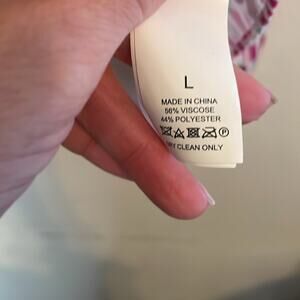 L
MADE IN CHINA
56% VISCOSE
44% POLYESTER
DRY CLEAN ONLY